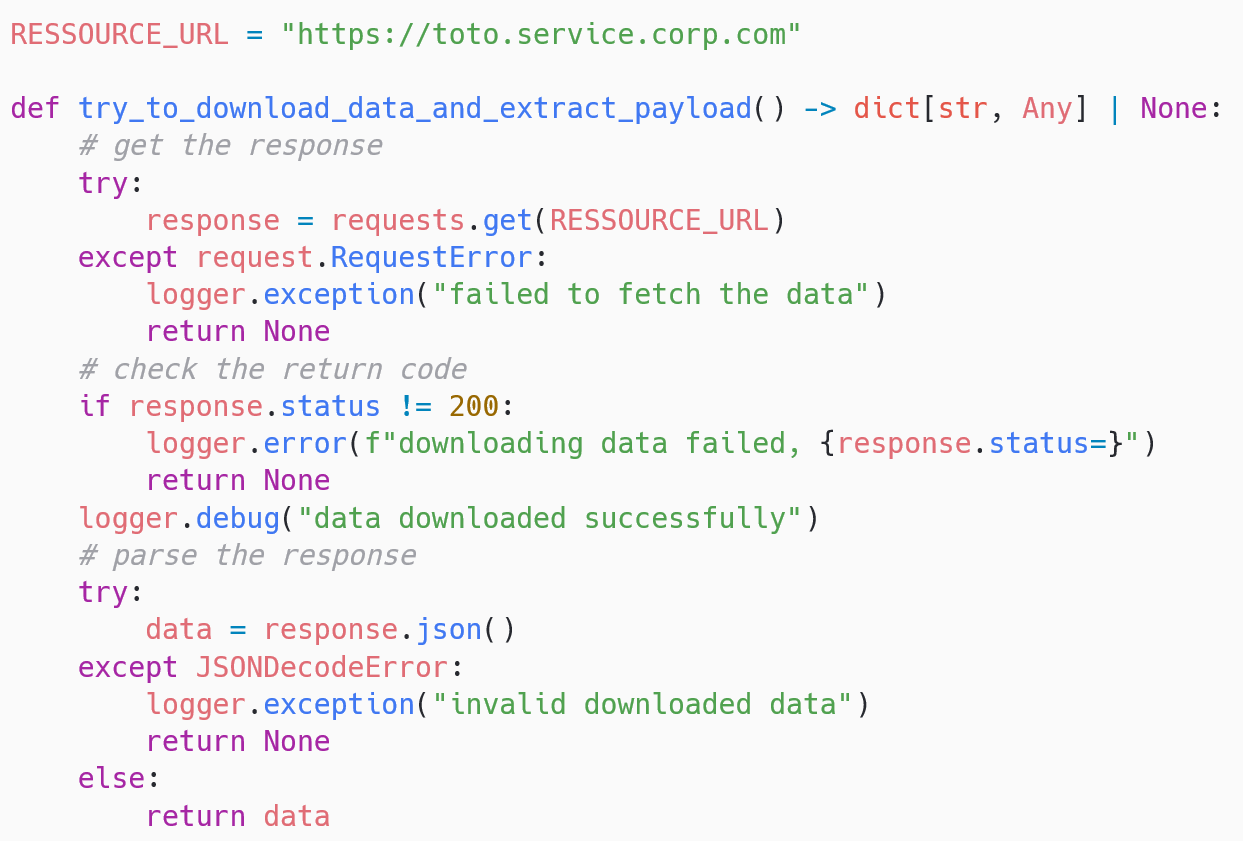 RESSOURCE_URL = "https://toto.service.corp.com"

def try_to_download_data_and_extract_payload() -> dict[str, Any] | None:
    # get the response
    try:
        response = requests.get(RESSOURCE_URL)
    except request.RequestError:
        logger.exception("failed to fetch the data")
        return None
    # check the return code
    if response.status != 200:
        logger.error(f"downloading data failed, {response.status=}")
        return None
    logger.debug("data downloaded successfully")
    # parse the response
    try:
        data = response.json()
    except JSONDecodeError:
        logger.exception("invalid downloaded data")
        return None
    else:
        return data